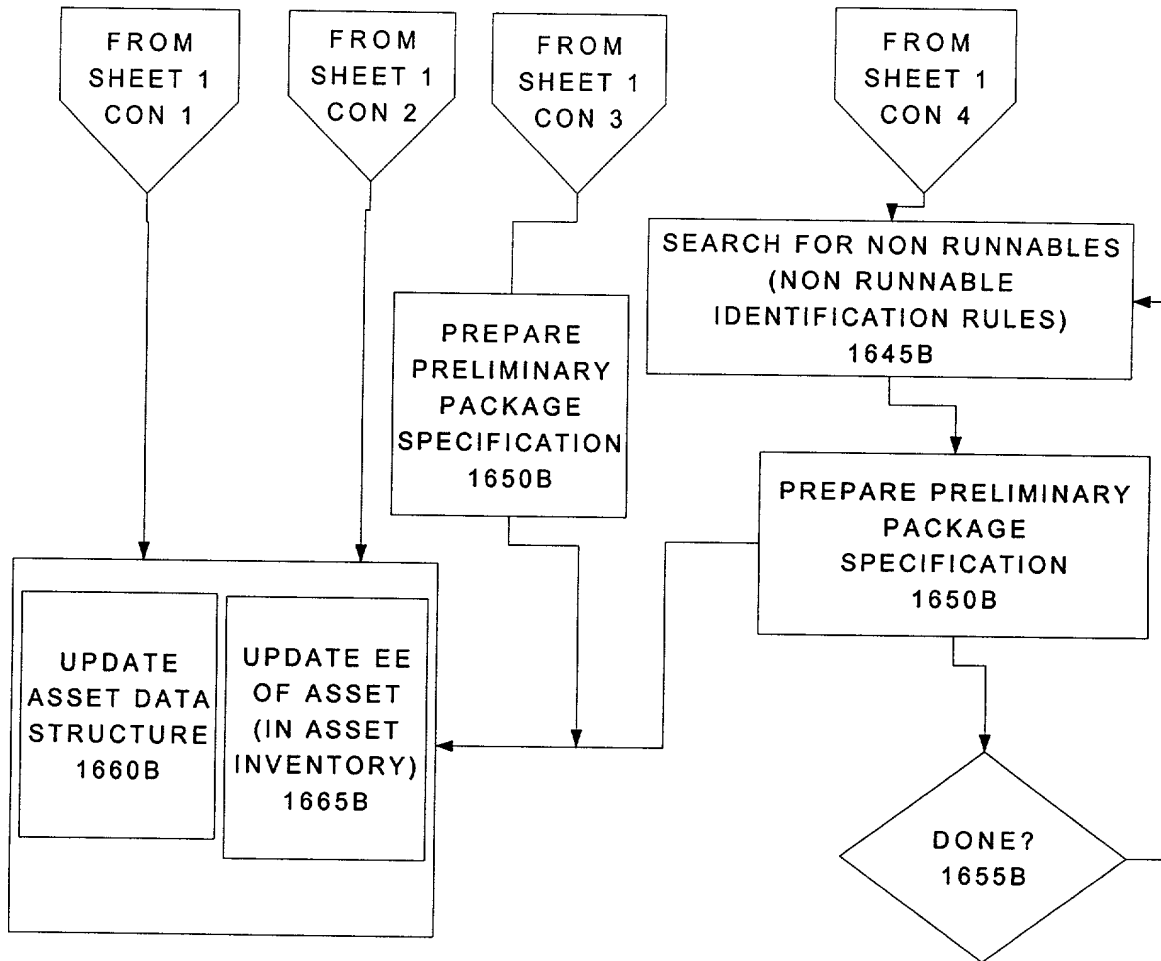 FROM
SHEET 1
CON 1
FROM
SHEET 1
CON 2
FROM
SHEET 1
CON 3
FROM
SHEET 1
CON 4
SEARCH FOR NON RUNNABLES
(NON RUNNABLE
IDENTIFICATION RULES)
1645B
PREPARE
PRELIMINARY
PACKAGE
SPECIFICATION
1650B
PREPARE PRELIMINARY
PACKAGE
SPECIFICATION
1650B
UPDATE
ASSET DATA
STRUCTURE
1660B
UPDATE EE
OF ASSET
(IN ASSET
INVENTORY)
1665B
DONE?
1655B